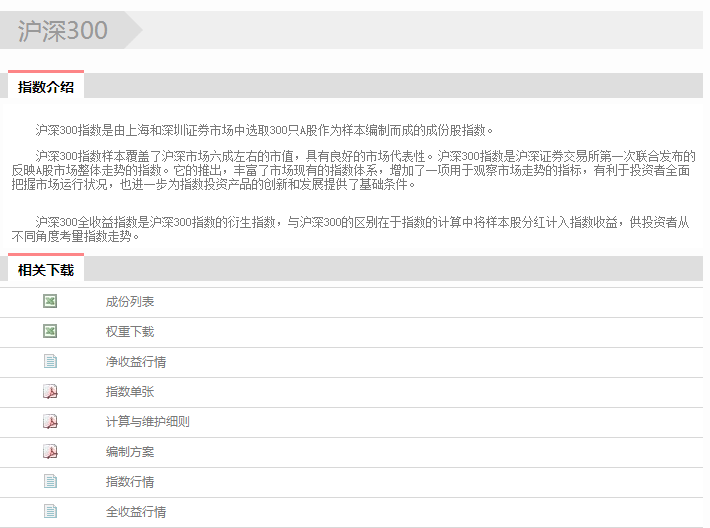 沪深300
指数介绍
沪深300指数是由上海和深圳证券市场中选取300只A股作为样本编制而成的成份股指数。
沪深300指数样本覆盖了沪深市场六成左右的市值，具有良好的市场代表性。沪深300指数是沪深证券交易所第一次联合发布的
反映A股市场整体走势的指数。它的推出，丰富了市场现有的指数体系，增加了一项用于观察市场走势的指标，有利于投资者全面
把握市场运行状况，也进一步为指数投资产品的创新和发展提供了基础条件。
沪深300全收益指数是沪深300指数的衍生指数，与沪深300的区别在于指数的计算中将样本股分红计入指数收益，供投资者从
不同角度考量指数走势。
相关下载
成份列表
权重下载
净收益行情
指数单张
计算与维护细则
编制方案
指数行情
全收益行情